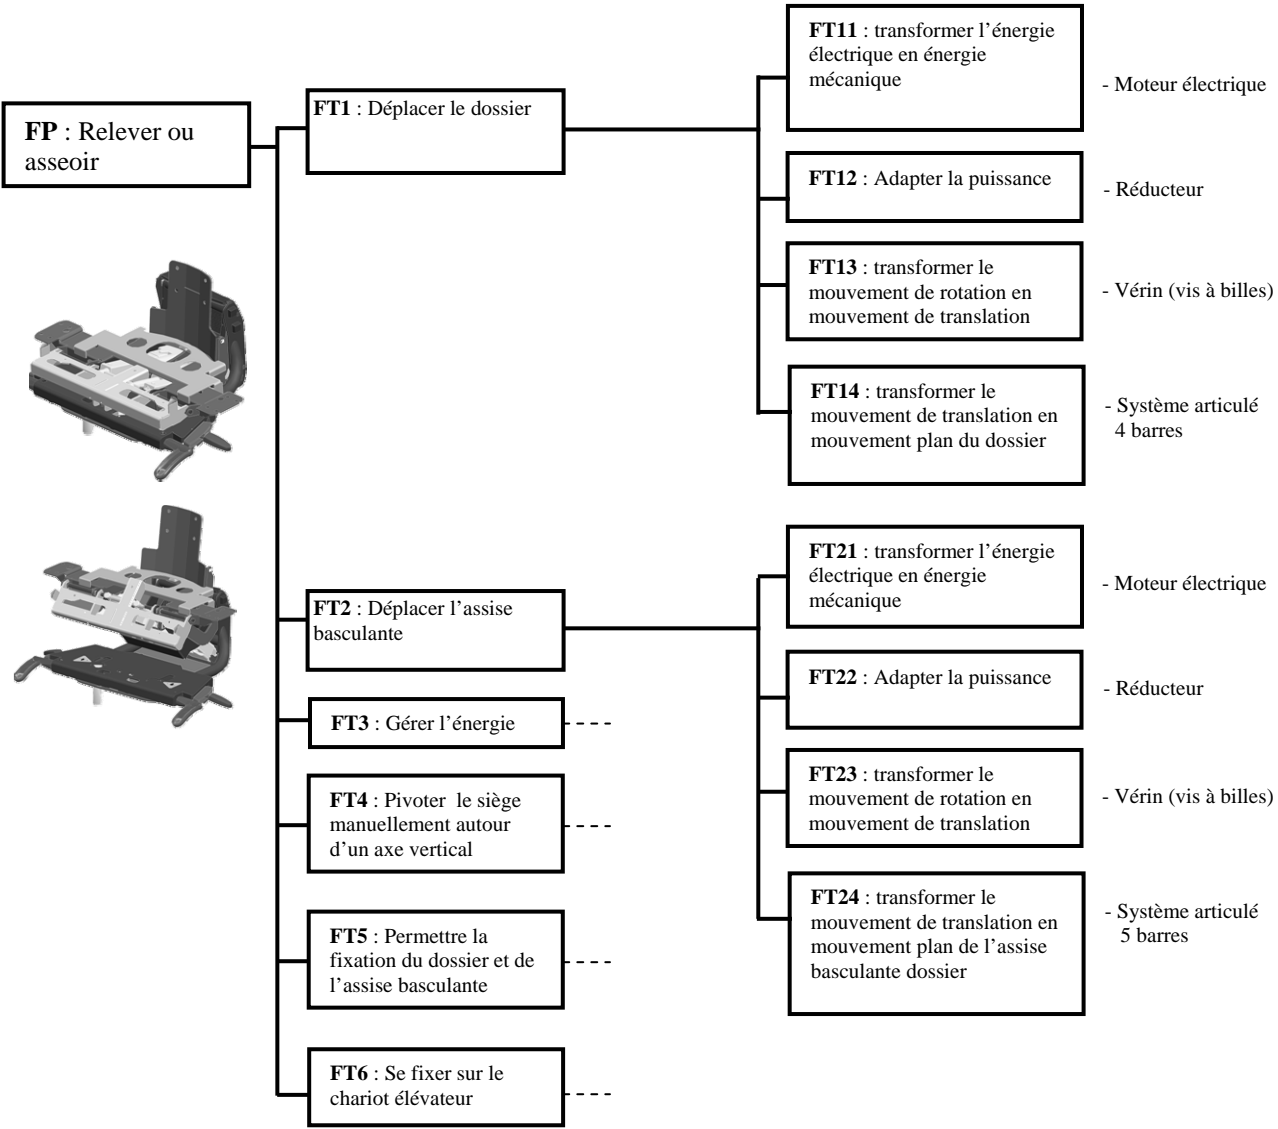 FP : Relever ou
asseoir
FT1 : Déplacer le dossier
FT11 : transformer l’énergie
électrique en énergie
mécanique
- Moteur électrique
FT12 : Adapter la puissance
- Réducteur
FT13 : transformer le
mouvement de rotation en
mouvement de translation
- Vérin (vis à billes)
FT14 : transformer le
mouvement de translation en
mouvement plan du dossier
- Système articulé
4 barres
FT2 : Déplacer l’assise
basculante
FT21 : transformer l’énergie
électrique en énergie
mécanique
- Moteur électrique
FT22 : Adapter la puissance
- Réducteur
FT23 : transformer le
mouvement de rotation en
mouvement de translation
- Vérin (vis à billes)
FT24 : transformer le
mouvement de translation en
mouvement plan de l’assise
basculante dossier
- Système articulé
5 barres
FT3 : Gérer l’énergie
FT4 : Pivoter le siège
manuellement autour
d’un axe vertical
FT5 : Permettre la
fixation du dossier et de
l’assise basculante
FT6 : Se fixer sur le
chariot élévateur